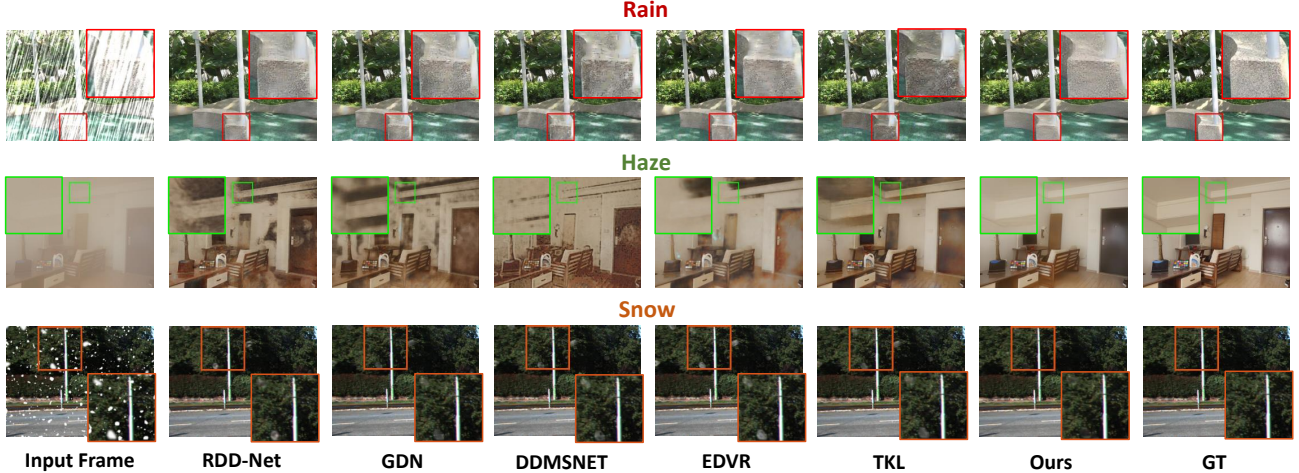 Rain
Haze
Snow
Input Frame RDD-Net GDN DDMSNET EDVR TKL Ours GT